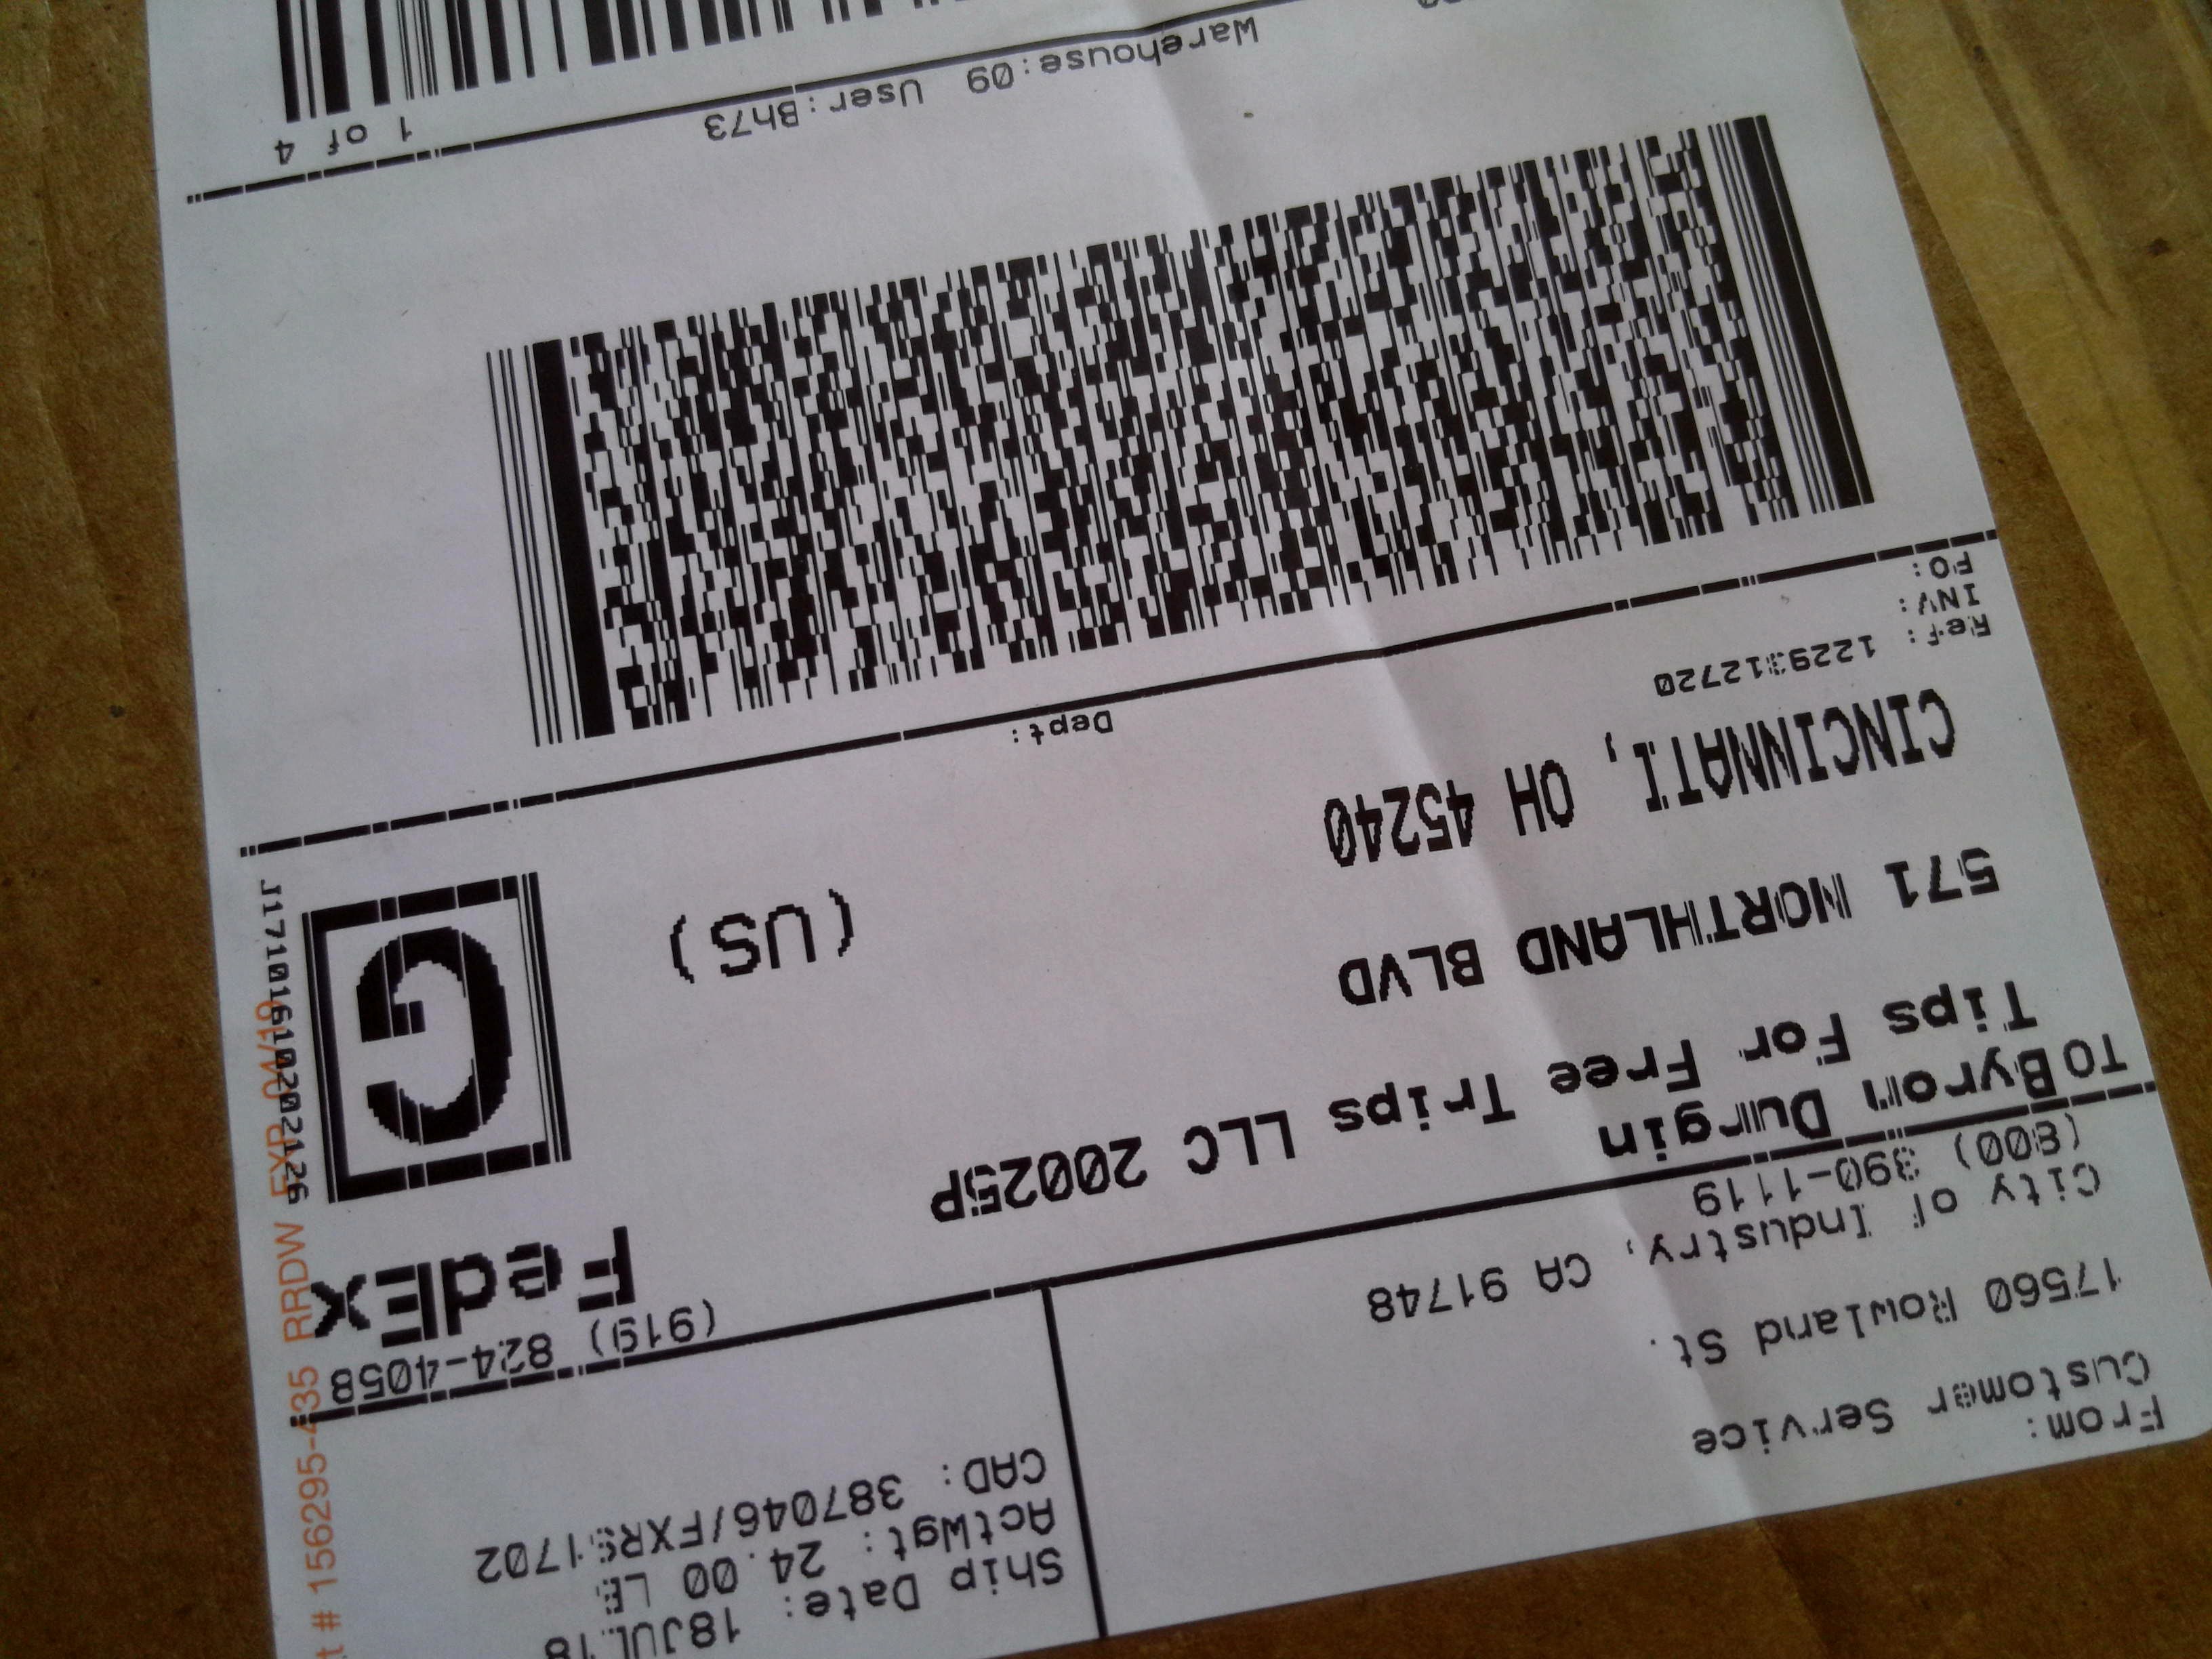 From:
Customer Service
17560 Rowland St.
City of Industry, CA 91748
(800) 390-1119
Ship Date: 18JUL18
ActWgt: 24.00 LB
CAD: 387046/FXRS1702
TO Byron Durgin
Tips For Free Trips LLC 20025P
571 NORTHLAND BLVD
CINCINNATI, OH 45240
(919) 824-4058
FedEx
(US)
G
J17101610202126
Ref: 1229312720
INV:
PO:
Dept:
Warehouse:09 User:Bh73
1 of 4
# 156295-435 RRDW EXP 04/19